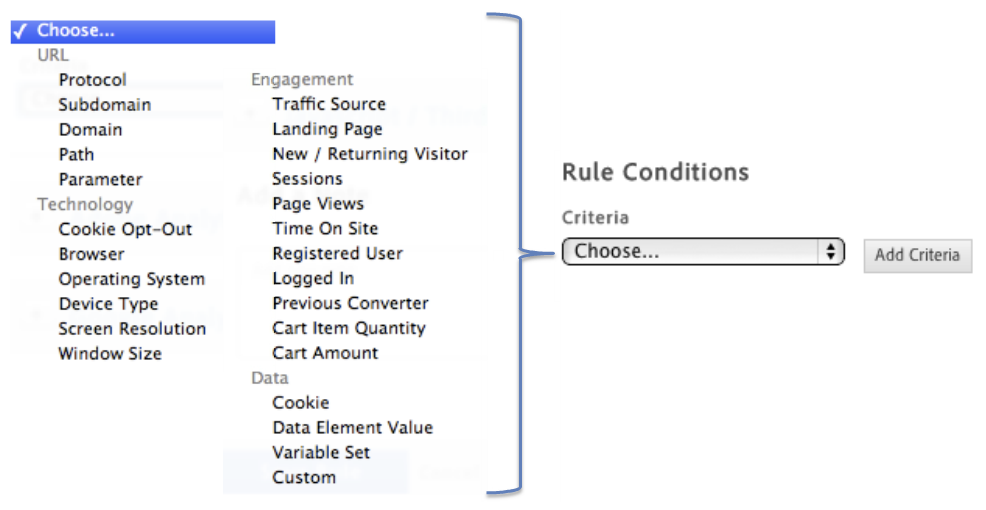 ✓ Choose...
URL
Protocol
Subdomain
Domain
Path
Parameter
Technology
Cookie Opt-Out
Browser
Operating System
Device Type
Screen Resolution
Window Size
Engagement
Traffic Source
Landing Page
New / Returning Visitor
Sessions
Page Views
Time On Site
Registered User
Logged In
Previous Converter
Cart Item Quantity
Cart Amount
Data
Cookie
Data Element Value
Variable Set
Custom
Rule Conditions
Criteria
Choose...
Add Criteria